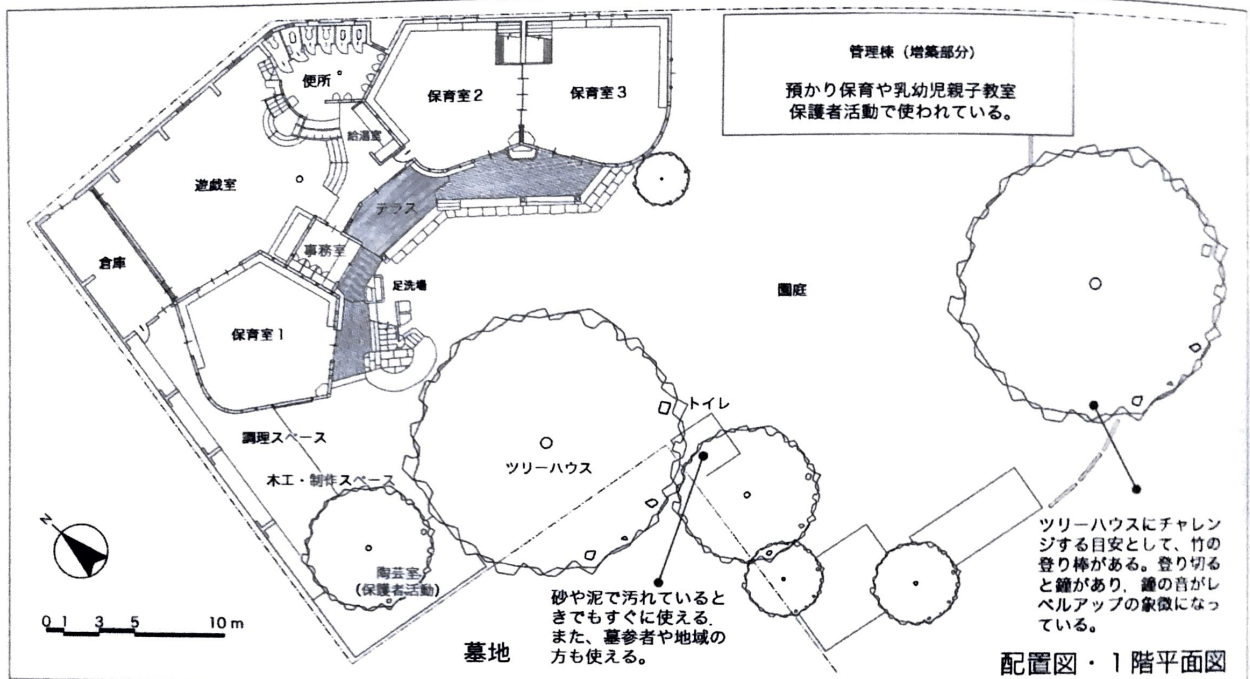 便所
保育室2
保育室3
給湯室
管理棟（増築部分）
預かり保育や乳幼児親子教室
保護者活動で使われている。
遊戯室
テラス
事務室
倉庫
足洗場
園庭
保育室1
調理スペース
木工・制作スペース
ツリーハウス
トイレ
陶芸室
（保護者活動）
N
0 1 3 5 10 m
墓地
砂や泥で汚れていると
きでもすぐに使える.
また、墓参者や地域の
方も使える。
ツリーハウスにチャレン
ジする目安として、竹の
登り棒がある。登り切る
と鐘があり，鐘の音がレ
ベルアップの象徴になっ
ている。
配置図・1階平面図